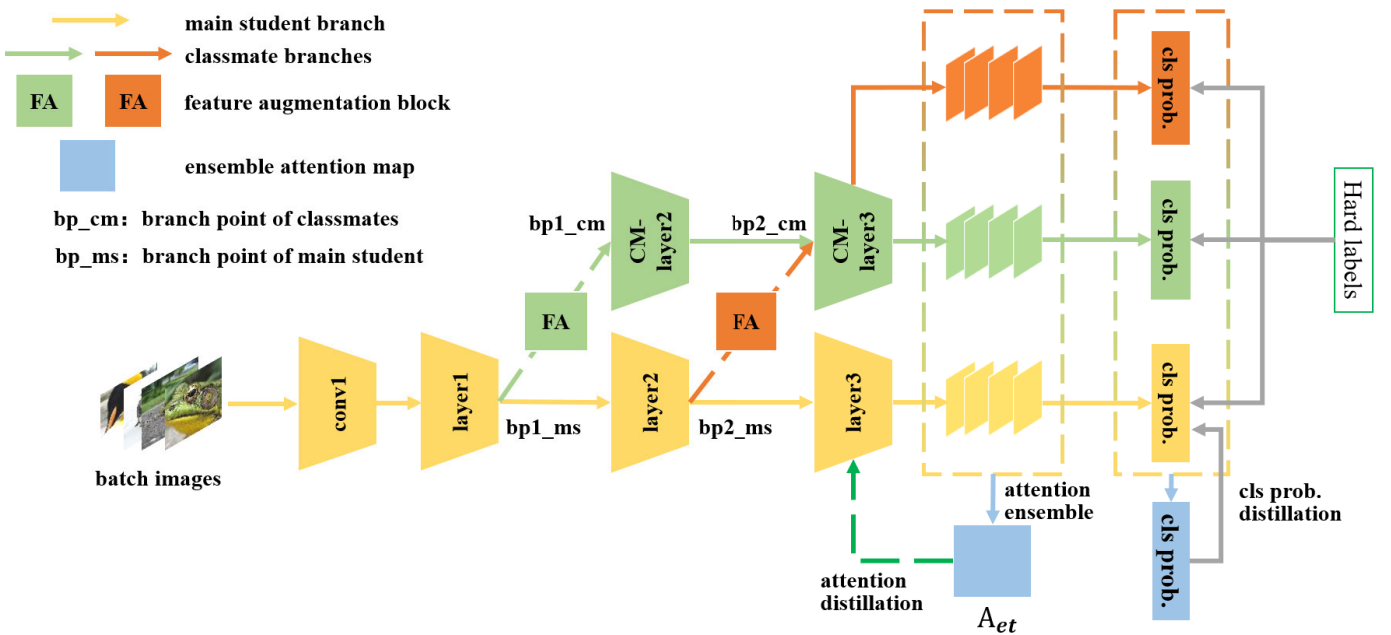 main student branch
classmate branches
FA
FA
feature augmentation block
ensemble attention map
bp_cm: branch point of classmates
bp_ms: branch point of main student
batch images
conv1
layer1
bp1_ms
FA
bp1_cm
CM-
layer2
layer2
bp2_ms
FA
bp2_cm
CM-
layer3
layer3
attention
distillation
attention
ensemble
A_et
cls prob.
cls prob.
cls prob.
cls prob.
cls prob.
distillation
Hard labels